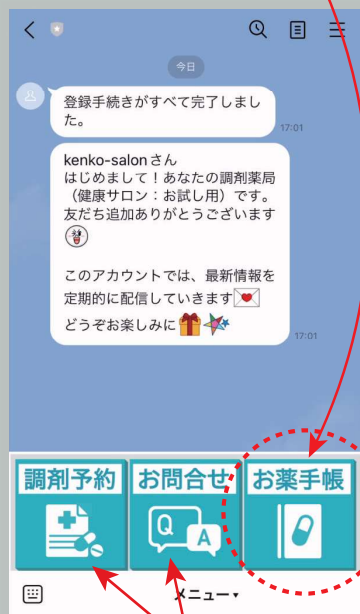 今日
登録手続きがすべて完了しまし
た。
17:01
kenko-salonさん
はじめまして！あなたの調剤薬局
（健康サロン：お試し用）です。
友だち追加ありがとうございます
このアカウントでは、最新情報を
定期的に配信していきます
どうぞお楽しみに
17:01
調剤予約 お問合せ お薬手帳
Q A
メニュー▾